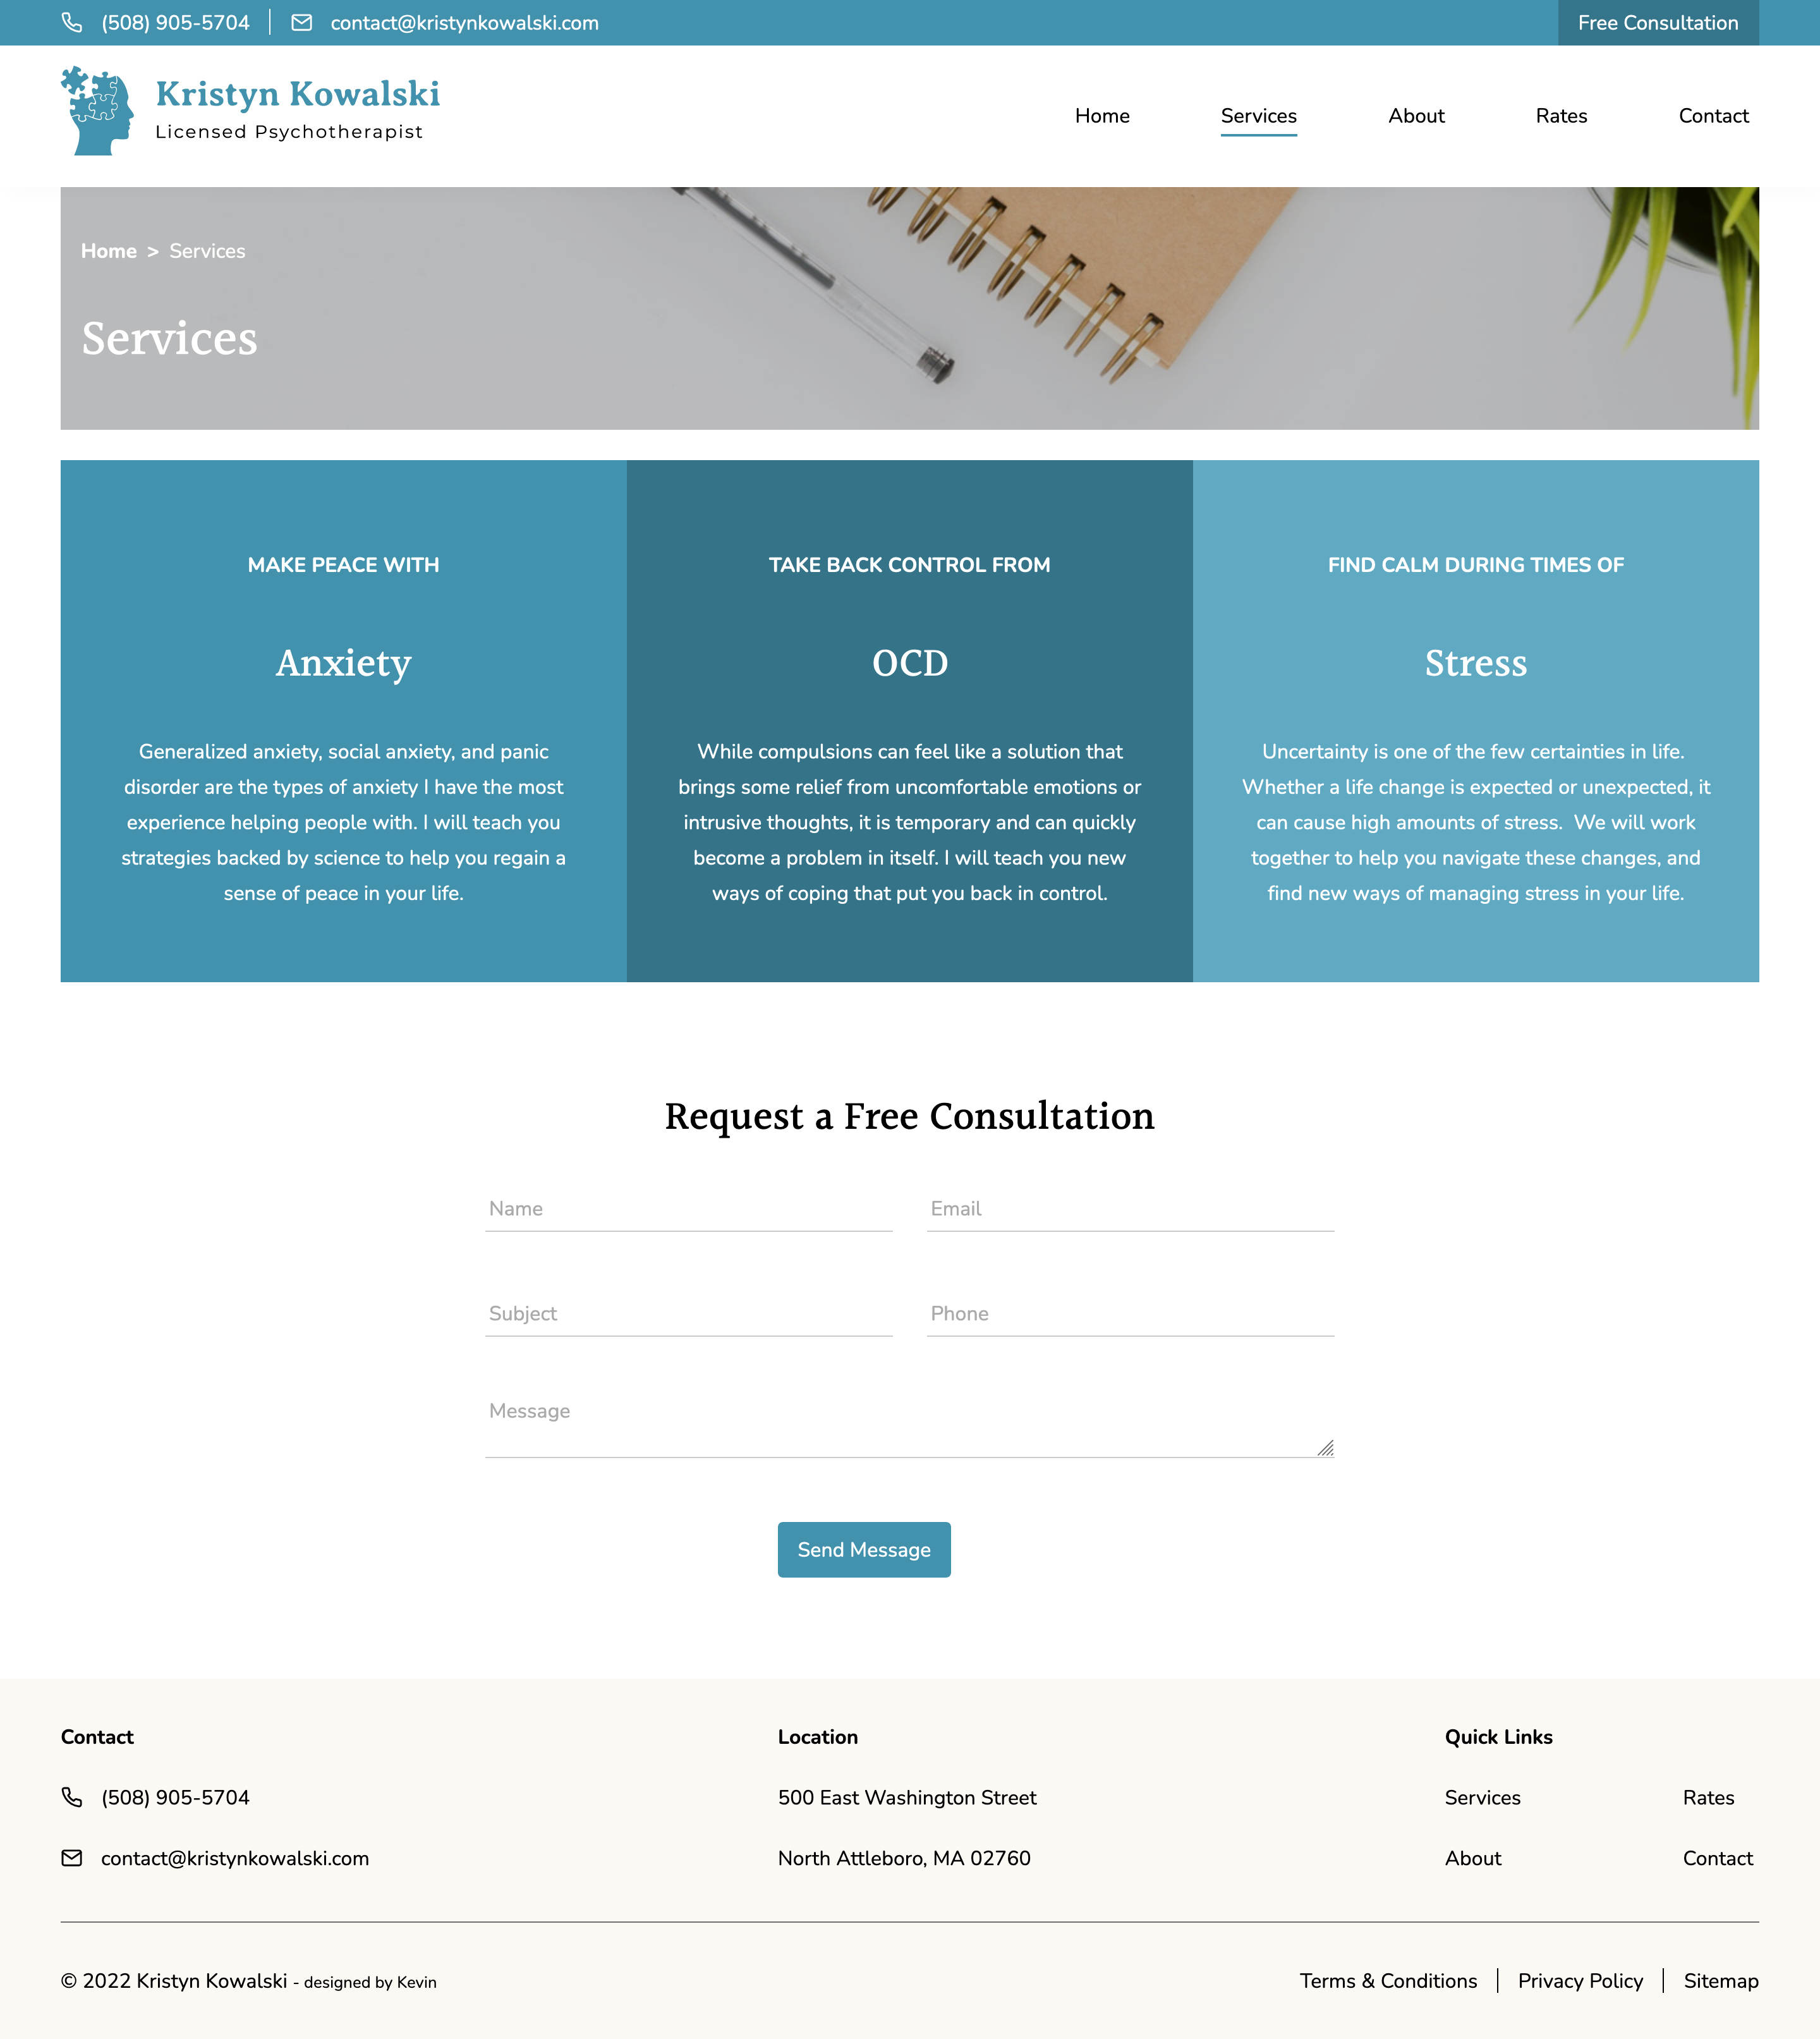 (508) 905-5704
contact@kristynkowalski.com
Free Consultation
Kristyn Kowalski
Licensed Psychotherapist
Home
Services
About
Rates
Contact
Home > Services
Services
MAKE PEACE WITH
Anxiety
Generalized anxiety, social anxiety, and panic
disorder are the types of anxiety I have the most
experience helping people with. I will teach you
strategies backed by science to help you regain a
sense of peace in your life.
TAKE BACK CONTROL FROM
OCD
While compulsions can feel like a solution that
brings some relief from uncomfortable emotions or
intrusive thoughts, it is temporary and can quickly
become a problem in itself. I will teach you new
ways of coping that put you back in control.
FIND CALM DURING TIMES OF
Stress
Uncertainty is one of the few certainties in life.
Whether a life change is expected or unexpected, it
can cause high amounts of stress.  We will work
together to help you navigate these changes, and
find new ways of managing stress in your life.
Request a Free Consultation
Name
Email
Subject
Phone
Message
Send Message
Contact
(508) 905-5704
contact@kristynkowalski.com
Location
500 East Washington Street
North Attleboro, MA 02760
Quick Links
Services
Rates
About
Contact
© 2022 Kristyn Kowalski - designed by Kevin
Terms & Conditions
Privacy Policy
Sitemap